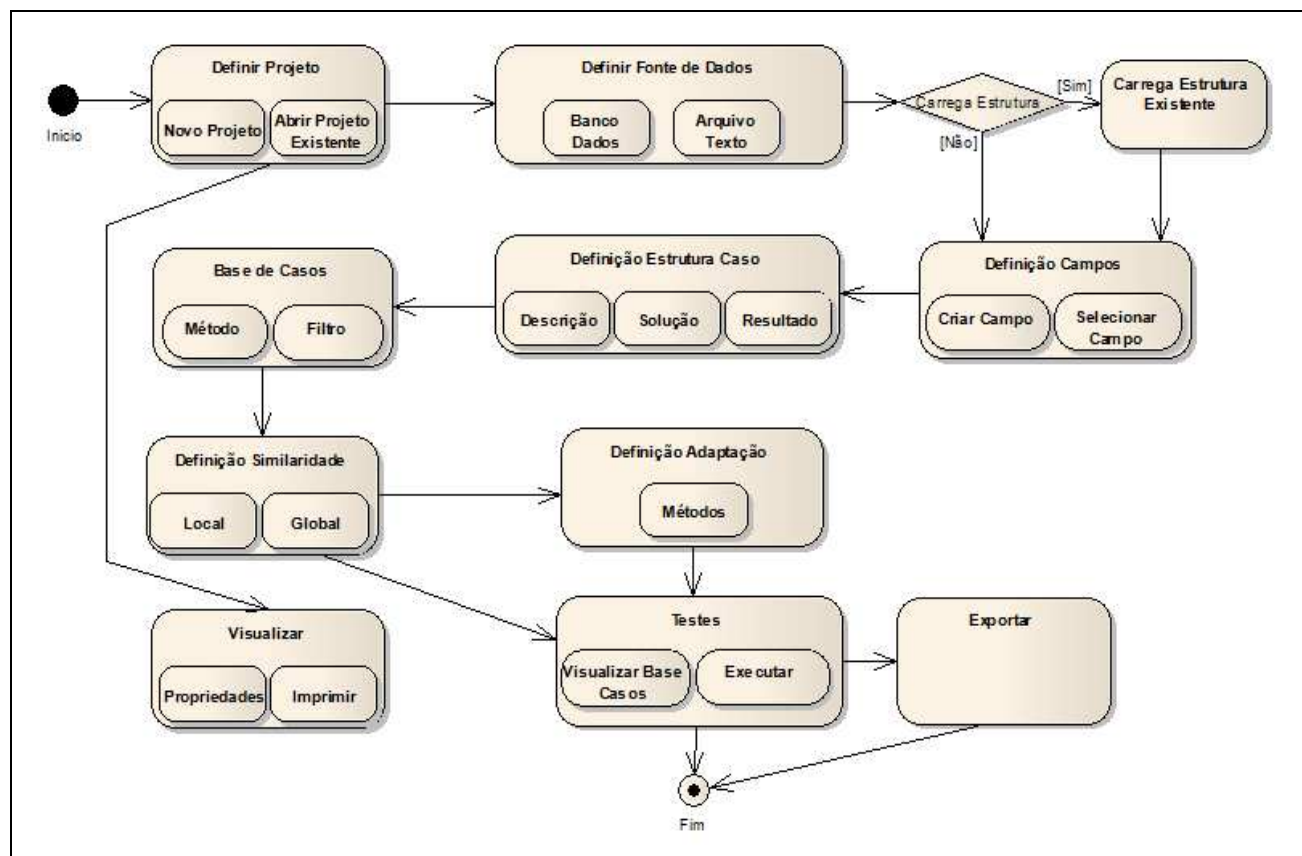 Definir Projeto
Novo Projeto
Abrir Projeto
Existente
Inicio
Definir Fonte de Dados
Banco
Dados
Arquivo
Texto
Carrega Estrutura
[Sim]
[Não]
Carrega Estrutura
Existente
Base de Casos
Método
Filtro
Definição Estrutura Caso
Descrição
Solução
Resultado
Definição Campos
Criar Campo
Selecionar
Campo
Definição Similaridade
Local
Global
Definição Adaptação
Métodos
Visualizar
Propriedades
Imprimir
Testes
Visualizar Base
Casos
Executar
Exportar
Fim